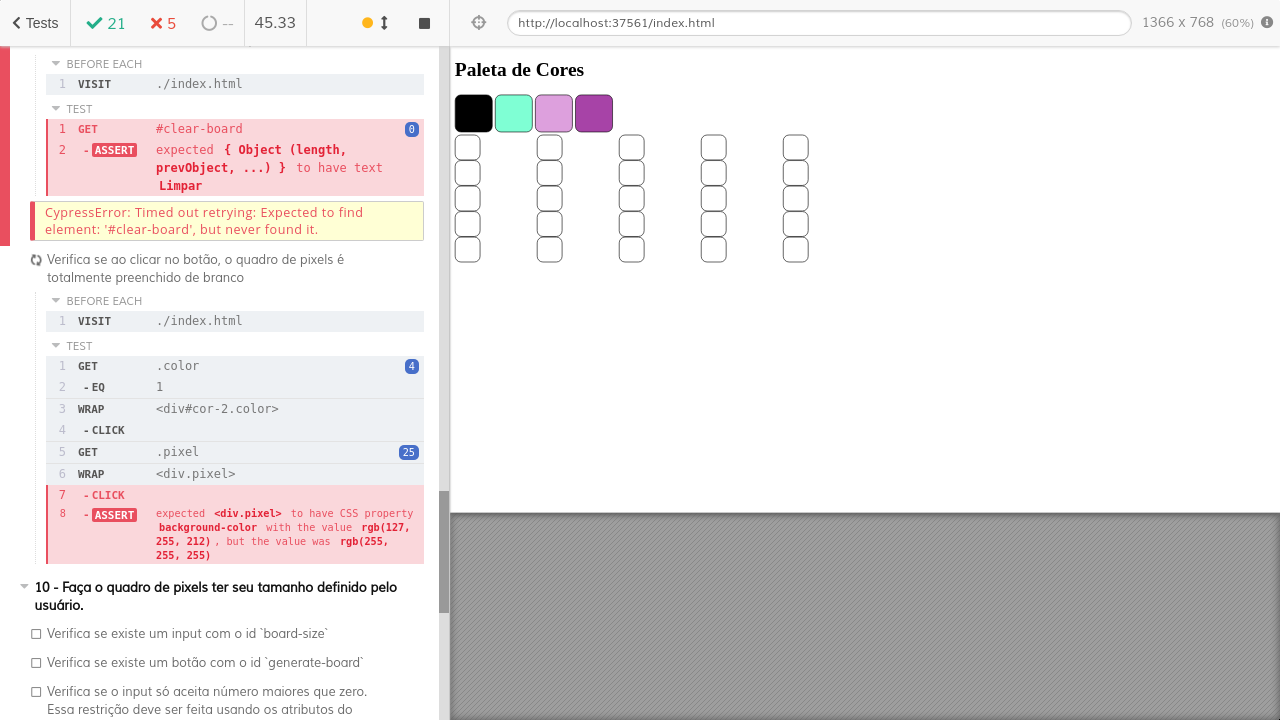 Tests 21 5 -- 45.33 http://localhost:37561/index.html 1366 x 768 (60%)
BEFORE EACH
1 VISIT ./index.html
TEST
1 GET #clear-board 0
2 -ASSERT expected { Object (length,
prevObject, ...) } to have text
Limpar
CypressError: Timed out retrying: Expected to find
element: '#clear-board', but never found it.
Verifica se ao clicar no botão, o quadro de pixels é
totalmente preenchido de branco
BEFORE EACH
1 VISIT ./index.html
TEST
1 GET .color 4
2 -EQ 1
3 WRAP <div#cor-2.color>
4 -CLICK
5 GET .pixel 25
6 WRAP <div.pixel>
7 -CLICK
8 -ASSERT expected <div.pixel> to have CSS property
background-color with the value rgb(127,
255, 212), but the value was rgb(255,
255, 255)
10 - Faça o quadro de pixels ter seu tamanho definido pelo
usuário.
Verifica se existe um input com o id `board-size`
Verifica se existe um botão com o id `generate-board`
Verifica se o input só aceita número maiores que zero.
Essa restrição deve ser feita usando os atributos do
Paleta de Cores